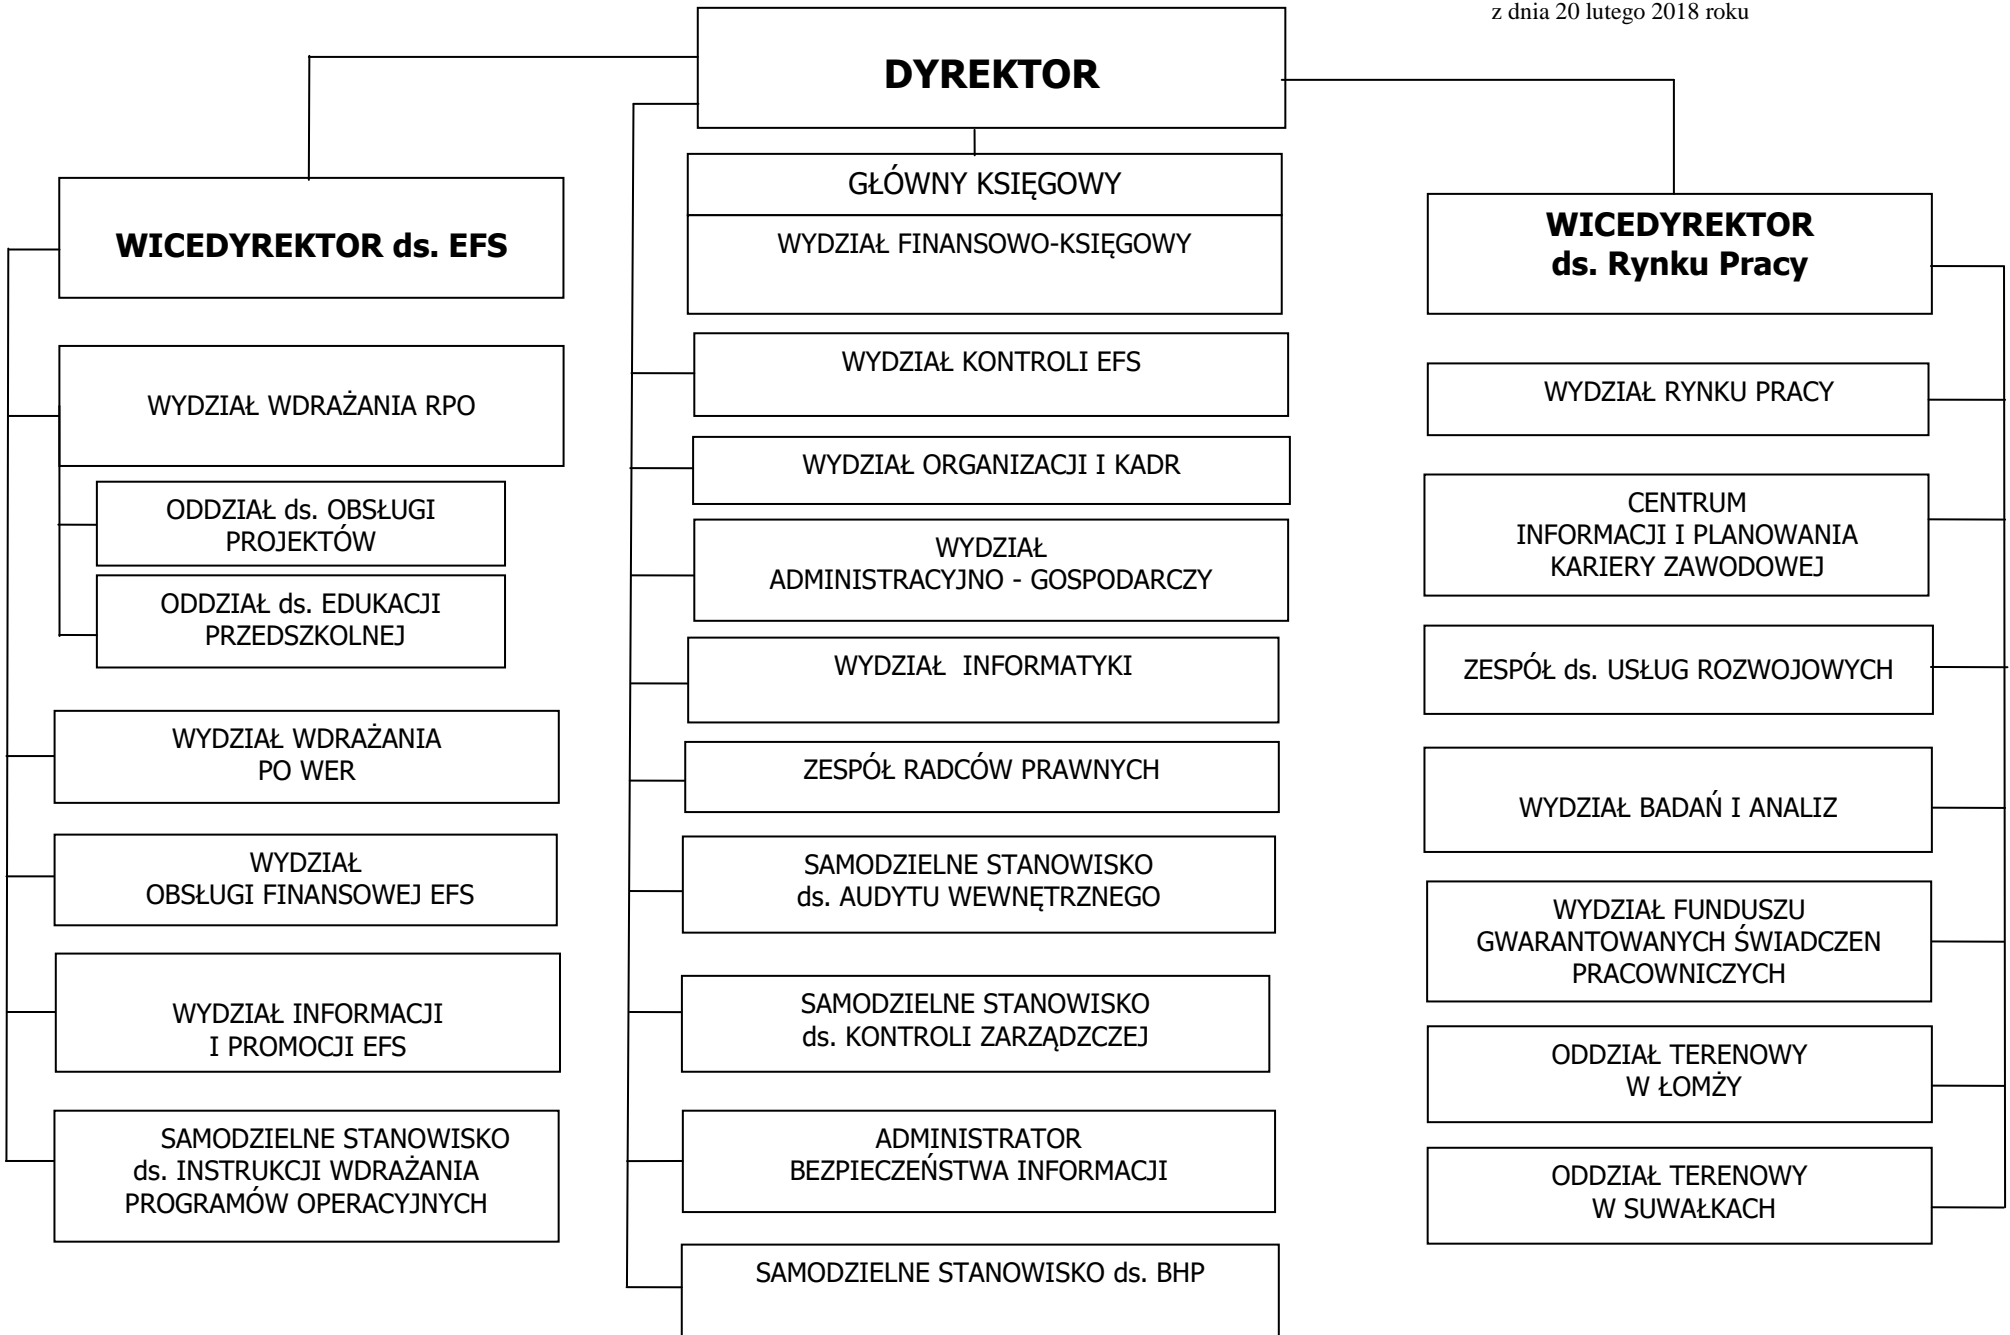 z dnia 20 lutego 2018 roku
DYREKTOR
WICEDYREKTOR ds. EFS
WYDZIAŁ WDRAŻANIA RPO
ODDZIAŁ ds. OBSŁUGI
PROJEKTÓW
ODDZIAŁ ds. EDUKACJI
PRZEDSZKOLNEJ
WYDZIAŁ WDRAŻANIA
PO WER
WYDZIAŁ
OBSŁUGI FINANSOWEJ EFS
WYDZIAŁ INFORMACJI
I PROMOCJI EFS
SAMODZIELNE STANOWISKO
ds. INSTRUKCJI WDRAŻANIA
PROGRAMÓW OPERACYJNYCH
GŁÓWNY KSIĘGOWY
WYDZIAŁ FINANSOWO-KSIĘGOWY
WYDZIAŁ KONTROLI EFS
WYDZIAŁ ORGANIZACJI I KADR
WYDZIAŁ
ADMINISTRACYJNO - GOSPODARCZY
WYDZIAŁ INFORMATYKI
ZESPÓŁ RADCÓW PRAWNYCH
SAMODZIELNE STANOWISKO
ds. AUDYTU WEWNĘTRZNEGO
SAMODZIELNE STANOWISKO
ds. KONTROLI ZARZĄDZCZEJ
ADMINISTRATOR
BEZPIECZEŃSTWA INFORMACJI
SAMODZIELNE STANOWISKO ds. BHP
WICEDYREKTOR
ds. Rynku Pracy
WYDZIAŁ RYNKU PRACY
CENTRUM
INFORMACJI I PLANOWANIA
KARIERY ZAWODOWEJ
ZESPÓŁ ds. USŁUG ROZWOJOWYCH
WYDZIAŁ BADAŃ I ANALIZ
WYDZIAŁ FUNDUSZU
GWARANTOWANYCH ŚWIADCZEN
PRACOWNICZYCH
ODDZIAŁ TERENOWY
W ŁOMŻY
ODDZIAŁ TERENOWY
W SUWAŁKACH